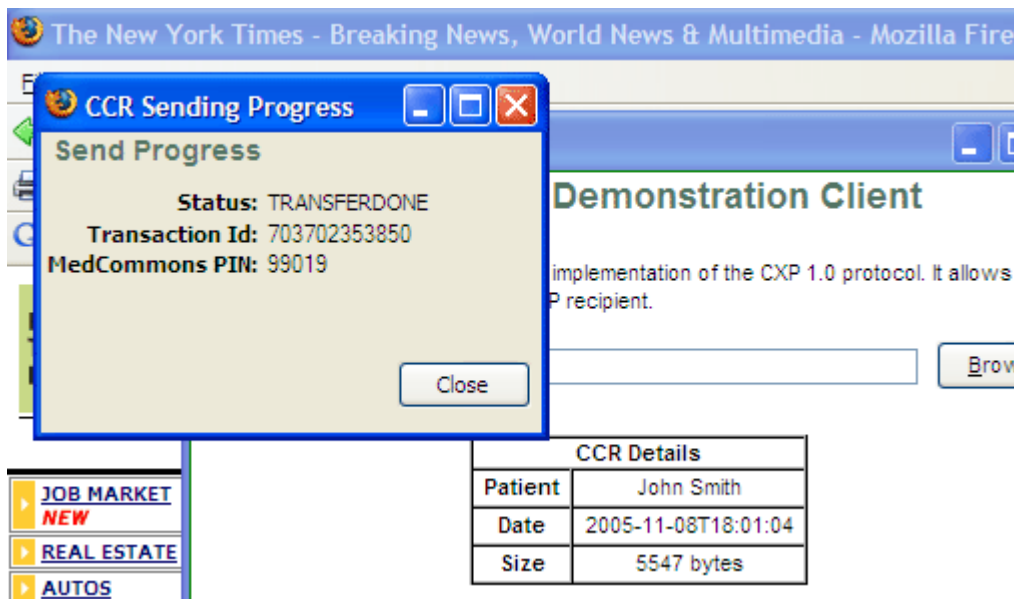 The New York Times - Breaking News, World News & Multimedia - Mozilla Fire
CCR Sending Progress
Send Progress
Status: TRANSFERDONE
Transaction Id: 703702353850
MedCommons PIN: 99019
Close
Demonstration Client
implementation of the CXP 1.0 protocol. It allows
P recipient.
Brow
CCR Details
Patient John Smith
Date 2005-11-08T18:01:04
Size 5547 bytes
JOB MARKET
NEW
REAL ESTATE
AUTOS